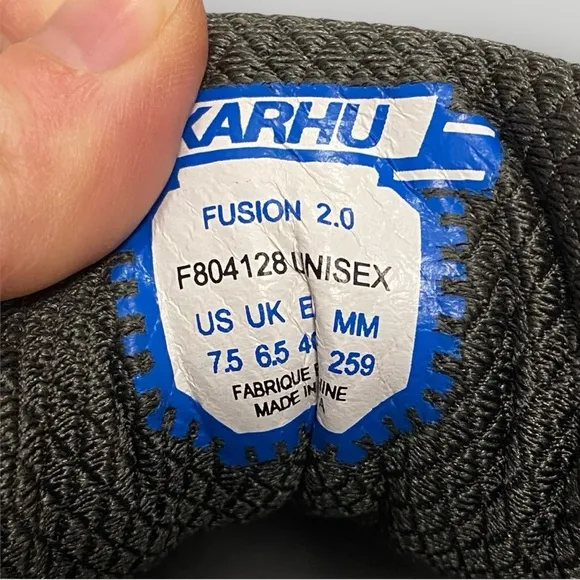 KARHU
FUSION 2.0
F804128 UNISEX
US UK MM
7.5 6.5 259
FABRIQUE
MADE IN